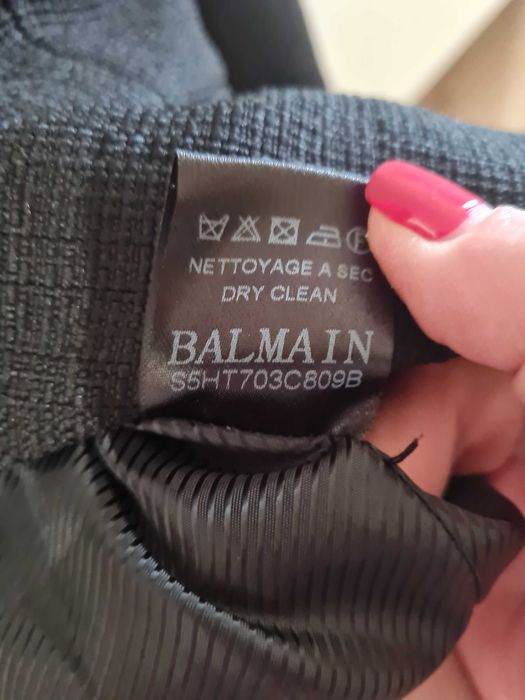 NETTOYAGE A SEC
DRY CLEAN
BALMAIN
S5HT703C809B